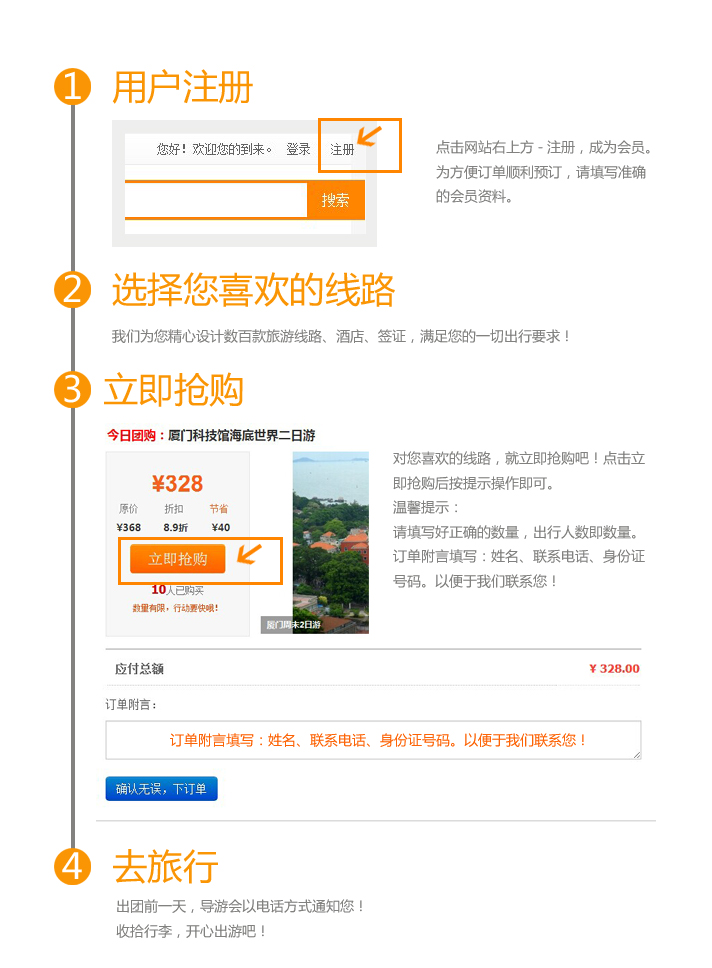 1 用户注册
您好！欢迎您的到来。 登录 注册
搜索
点击网站右上方 - 注册，成为会员。
为方便订单顺利预订，请填写准确
的会员资料。
2 选择您喜欢的线路
我们为您精心设计数百款旅游线路、酒店、签证，满足您的一切出行要求！
3 立即抢购
今日团购：厦门科技馆海底世界二日游
¥328
原价 折扣 节省
¥368 8.9折 ¥40
立即抢购
10人已购买
数量有限，行动要快哦！
厦门周末2日游
对您喜欢的线路，就立即抢购吧！点击立
即抢购后按提示操作即可。
温馨提示：
请填写好正确的数量，出行人数即数量。
订单附言填写：姓名、联系电话、身份证
号码。以便于我们联系您！
应付总额 ¥ 328.00
订单附言：
订单附言填写：姓名、联系电话、身份证号码。以便于我们联系您！
确认无误，下订单
4 去旅行
出团前一天，导游会以电话方式通知您！
收拾行李，开心出游吧！